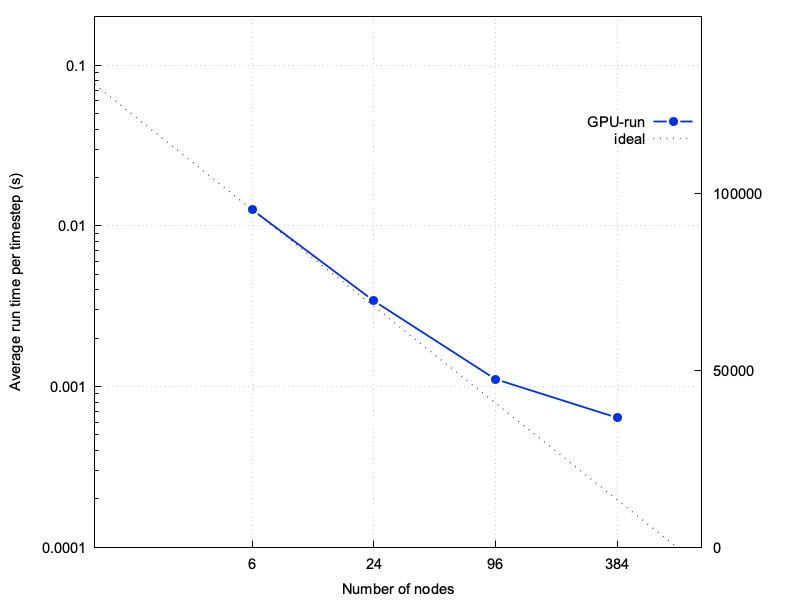 0.1
GPU-run
ideal
100000
0.01
Average run time per timestep (s)
50000
0.001
0.0001
0
6 24 96 384
Number of nodes